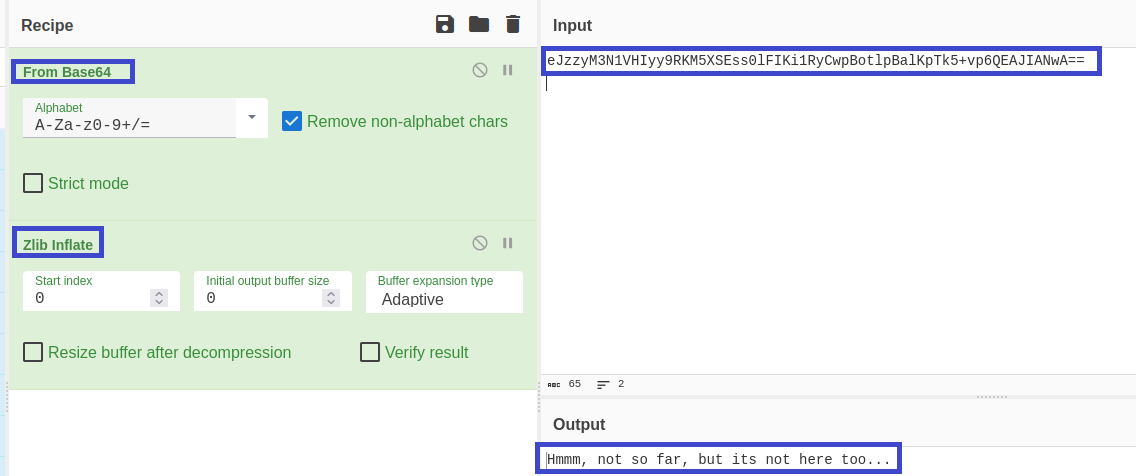 Recipe
From Base64
Alphabet
A-Za-z0-9+/=
Remove non-alphabet chars
Strict mode
Zlib Inflate
Start index
0
Initial output buffer size
0
Buffer expansion type
Adaptive
Resize buffer after decompression
Verify result
Input
eJzzyM3N1VHIyy9RKM5XSEss0lFIKi1RyCwpBotlpBalKpTk5+vp6QEAJIANwA==
ABC 65
2
Output
Hmmm, not so far, but its not here too...